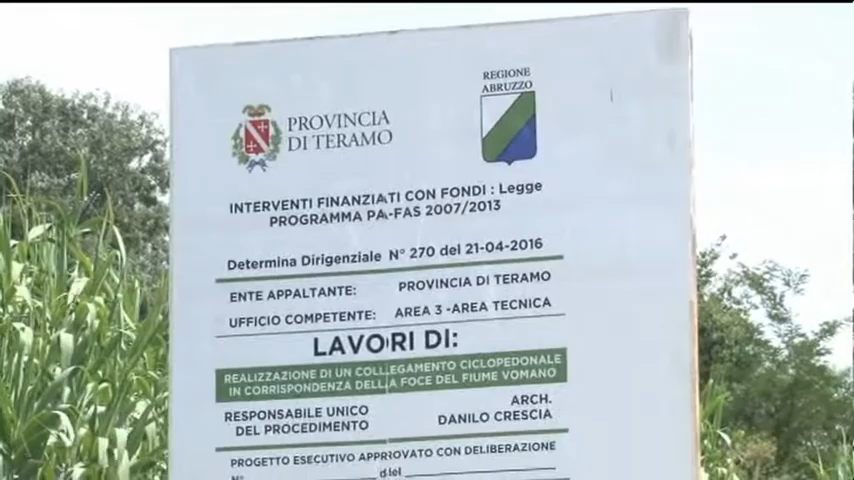 PROVINCIA
DI TERAMO
REGIONE
ABRUZZO
INTERVENTI FINANZIATI CON FONDI : Legge
PROGRAMMA PA-FAS 2007/2013
Determina Dirigenziale N° 270 del 21-04-2016
ENTE APPALTANTE: PROVINCIA DI TERAMO
UFFICIO COMPETENTE: AREA 3 -AREA TECNICA
LAVORI DI:
REALIZZAZIONE DI UN COLLEGAMENTO CICLOPEDONALE
IN CORRISPONDENZA DELLA FOCE DEL FIUME VOMANO
RESPONSABILE UNICO
DEL PROCEDIMENTO
ARCH.
DANILO CRESCIA
PROGETTO ESECUTIVO APPROVATO CON DELIBERAZIONE
N° del